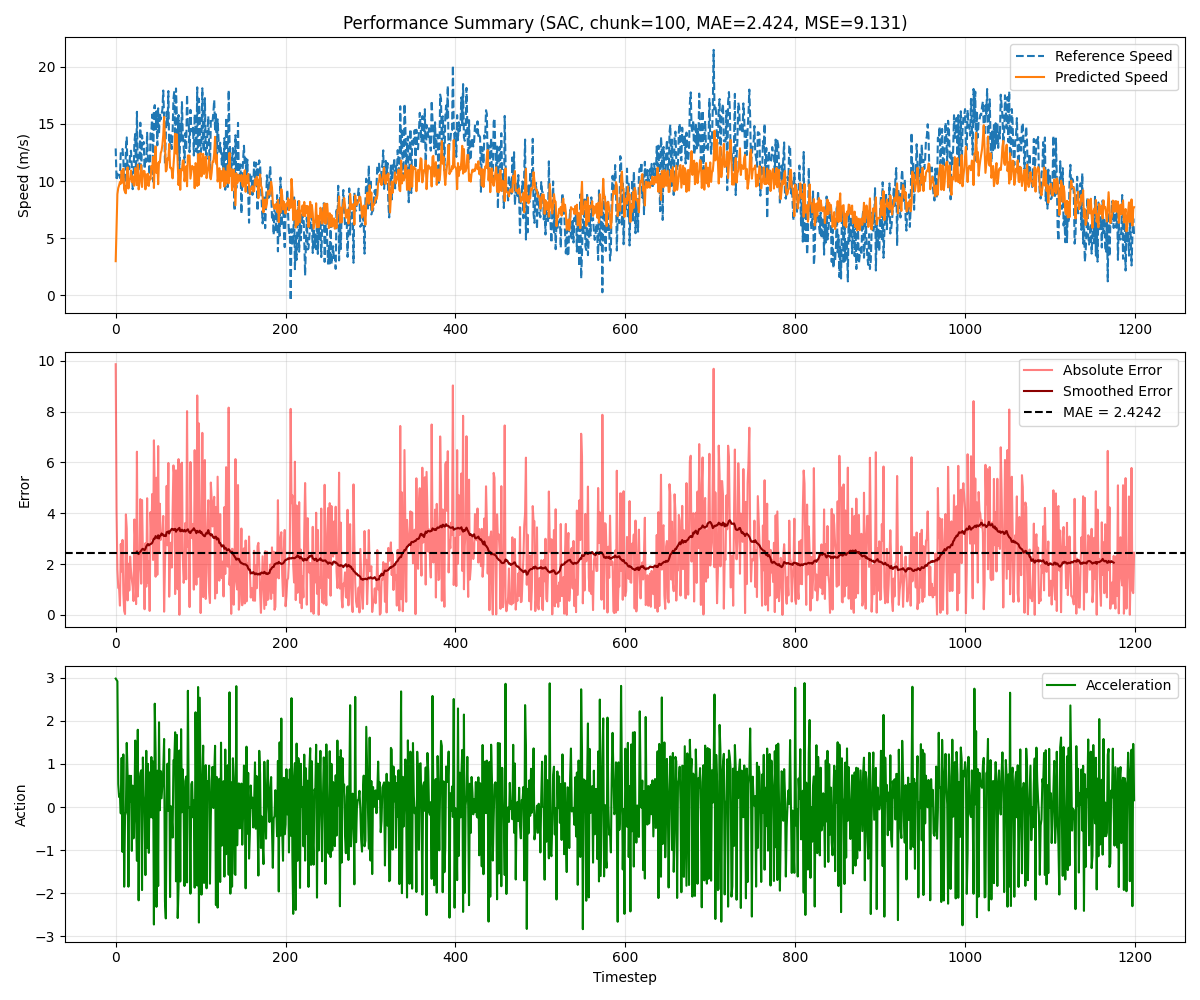 Performance Summary (SAC, chunk=100, MAE=2.424, MSE=9.131)
Speed (m/s)
20
15
10
5
0
Reference Speed
Predicted Speed
0 200 400 600 800 1000 1200
Error
10
8
6
4
2
0
Absolute Error
Smoothed Error
MAE = 2.4242
0 200 400 600 800 1000 1200
Action
3
2
1
0
−1
−2
−3
Acceleration
0 200 400 600 800 1000 1200
Timestep